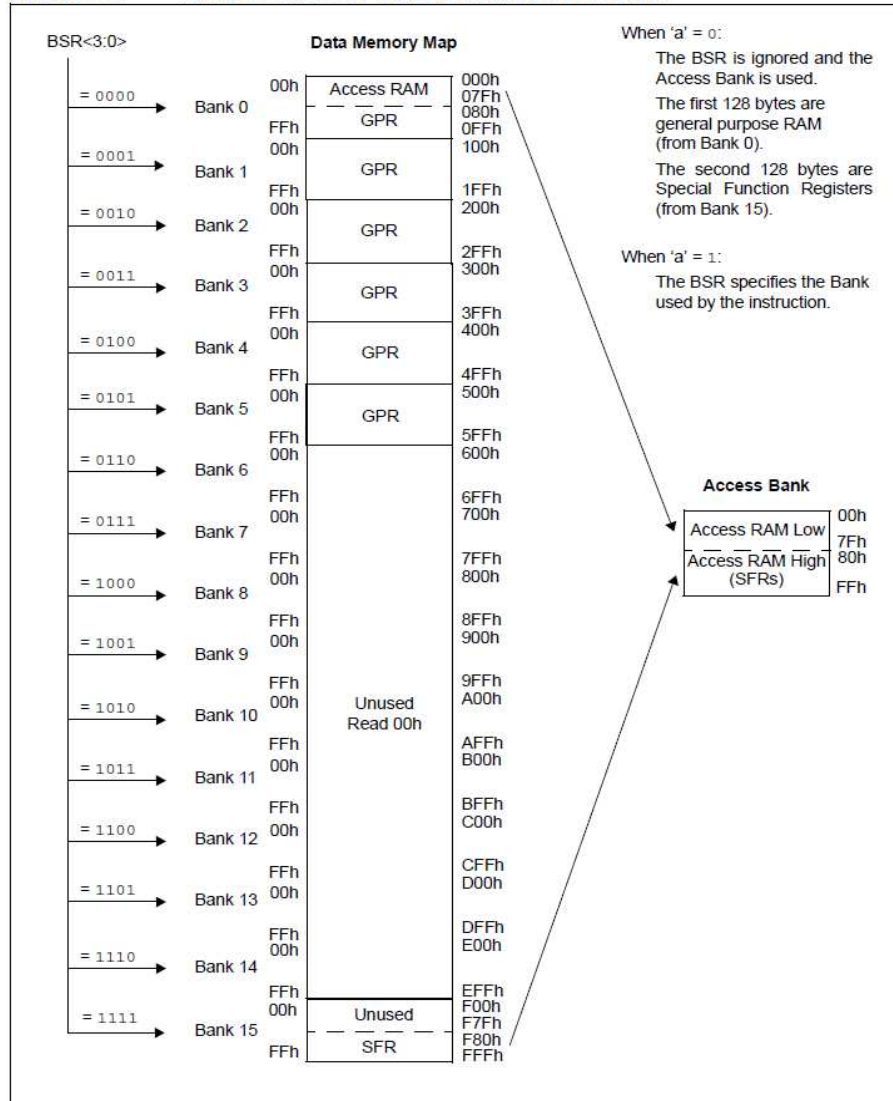 BSR<3:0>
Data Memory Map
When 'a' = 0:
The BSR is ignored and the
Access Bank is used.
The first 128 bytes are
general purpose RAM
(from Bank 0).
The second 128 bytes are
Special Function Registers
(from Bank 15).
When 'a' = 1:
The BSR specifies the Bank
used by the instruction.
= 0000
Bank 0
00h
Access RAM
000h
07Fh
FFh
GPR
080h
0FFh
= 0001
Bank 1
00h
GPR
100h
FFh
1FFh
= 0010
Bank 2
00h
GPR
200h
FFh
2FFh
= 0011
Bank 3
00h
GPR
300h
FFh
3FFh
= 0100
Bank 4
00h
GPR
400h
FFh
4FFh
= 0101
Bank 5
00h
GPR
500h
FFh
5FFh
= 0110
Bank 6
00h
600h
FFh
6FFh
= 0111
Bank 7
00h
700h
FFh
7FFh
= 1000
Bank 8
00h
800h
FFh
8FFh
= 1001
Bank 9
00h
900h
FFh
9FFh
= 1010
Bank 10
00h
Unused
Read 00h
A00h
FFh
AFFh
= 1011
Bank 11
00h
B00h
FFh
BFFh
= 1100
Bank 12
00h
C00h
FFh
CFFh
= 1101
Bank 13
00h
D00h
FFh
DFFh
= 1110
Bank 14
00h
E00h
FFh
EFFh
= 1111
Bank 15
00h
Unused
F00h
F7Fh
FFh
SFR
F80h
FFFh
Access Bank
Access RAM Low
00h
7Fh
Access RAM High
(SFRs)
80h
FFh